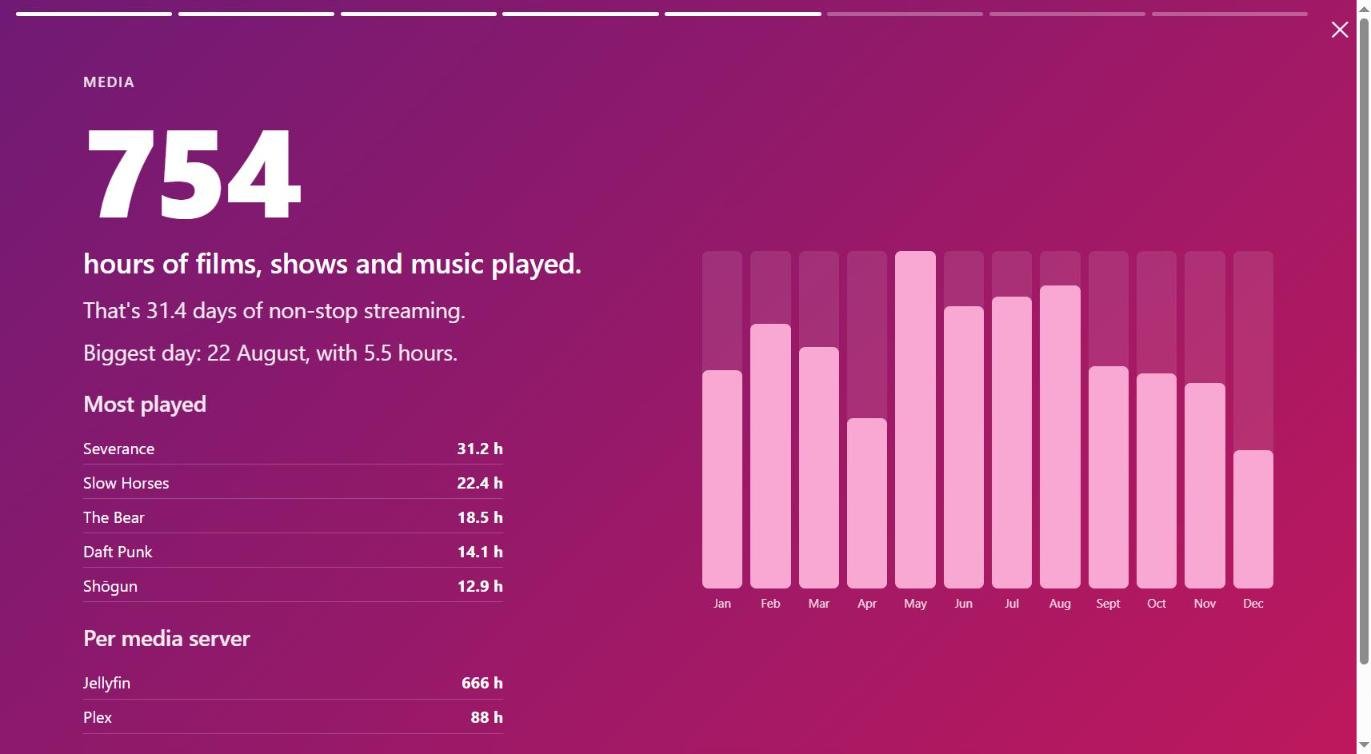 MEDIA
754
hours of films, shows and music played.
That's 31.4 days of non-stop streaming.
Biggest day: 22 August, with 5.5 hours.
Most played
Severance 31.2 h
Slow Horses 22.4 h
The Bear 18.5 h
Daft Punk 14.1 h
Shōgun 12.9 h
Per media server
Jellyfin 666 h
Plex 88 h
Jan Feb Mar Apr May Jun Jul Aug Sept Oct Nov Dec